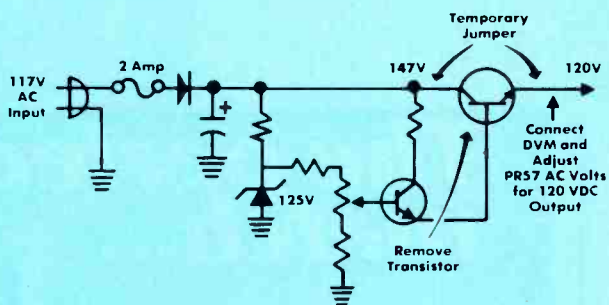 Temporary
Jumper
2 Amp
147V
120V
117V
AC
Input
+
Connect
DVM and
Adjust
PR57 AC Volts
for 120 VDC
Output
125V
Remove
Transistor